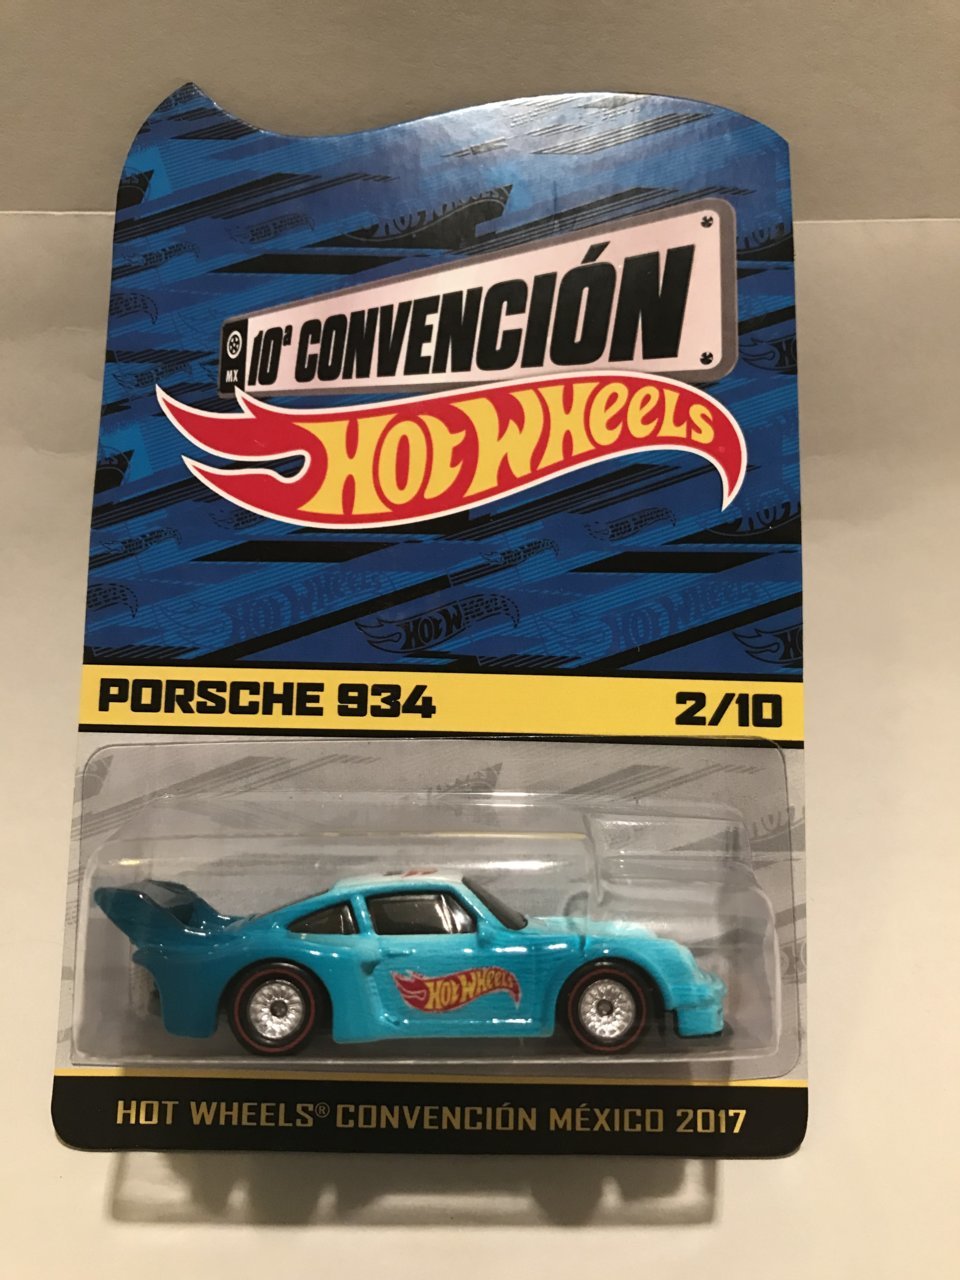 10ª CONVENCIÓN
MX
HOT WHEELS
PORSCHE 934
2/10
HOT WHEELS
HOT WHEELS® CONVENCIÓN MÉXICO 2017